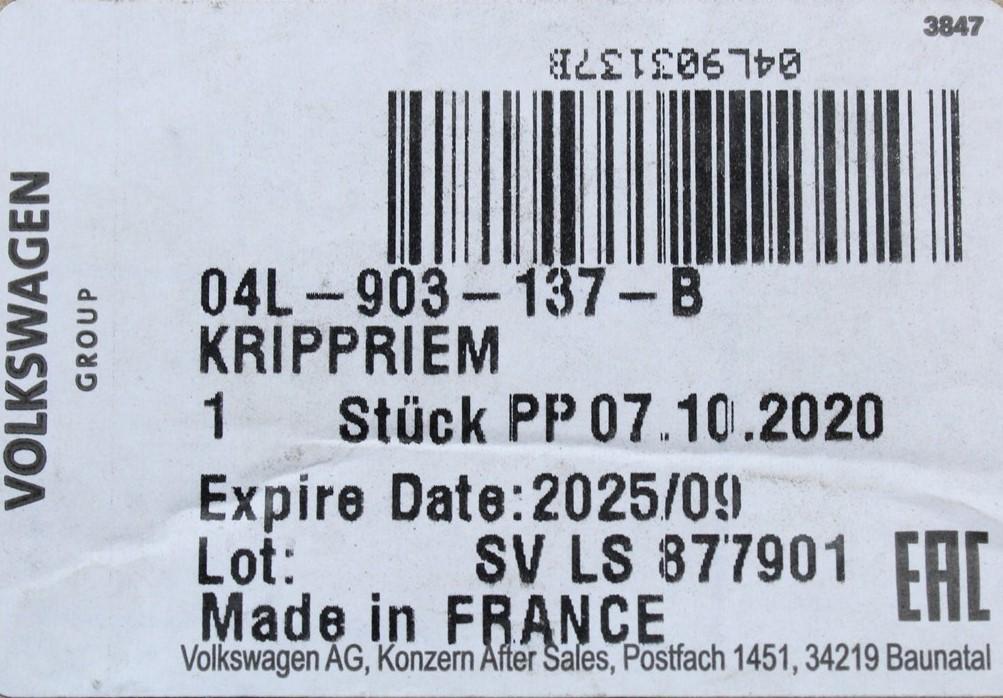 3847
04L903137B
VOLKSWAGEN
GROUP
04L-903-137-B
KRIPPRIEM
1 Stück PP 07.10.2020
Expire Date:2025/09
Lot: SV LS 877901
EAC
Made in FRANCE
Volkswagen AG, Konzern After Sales, Postfach 1451, 34219 Baunatal